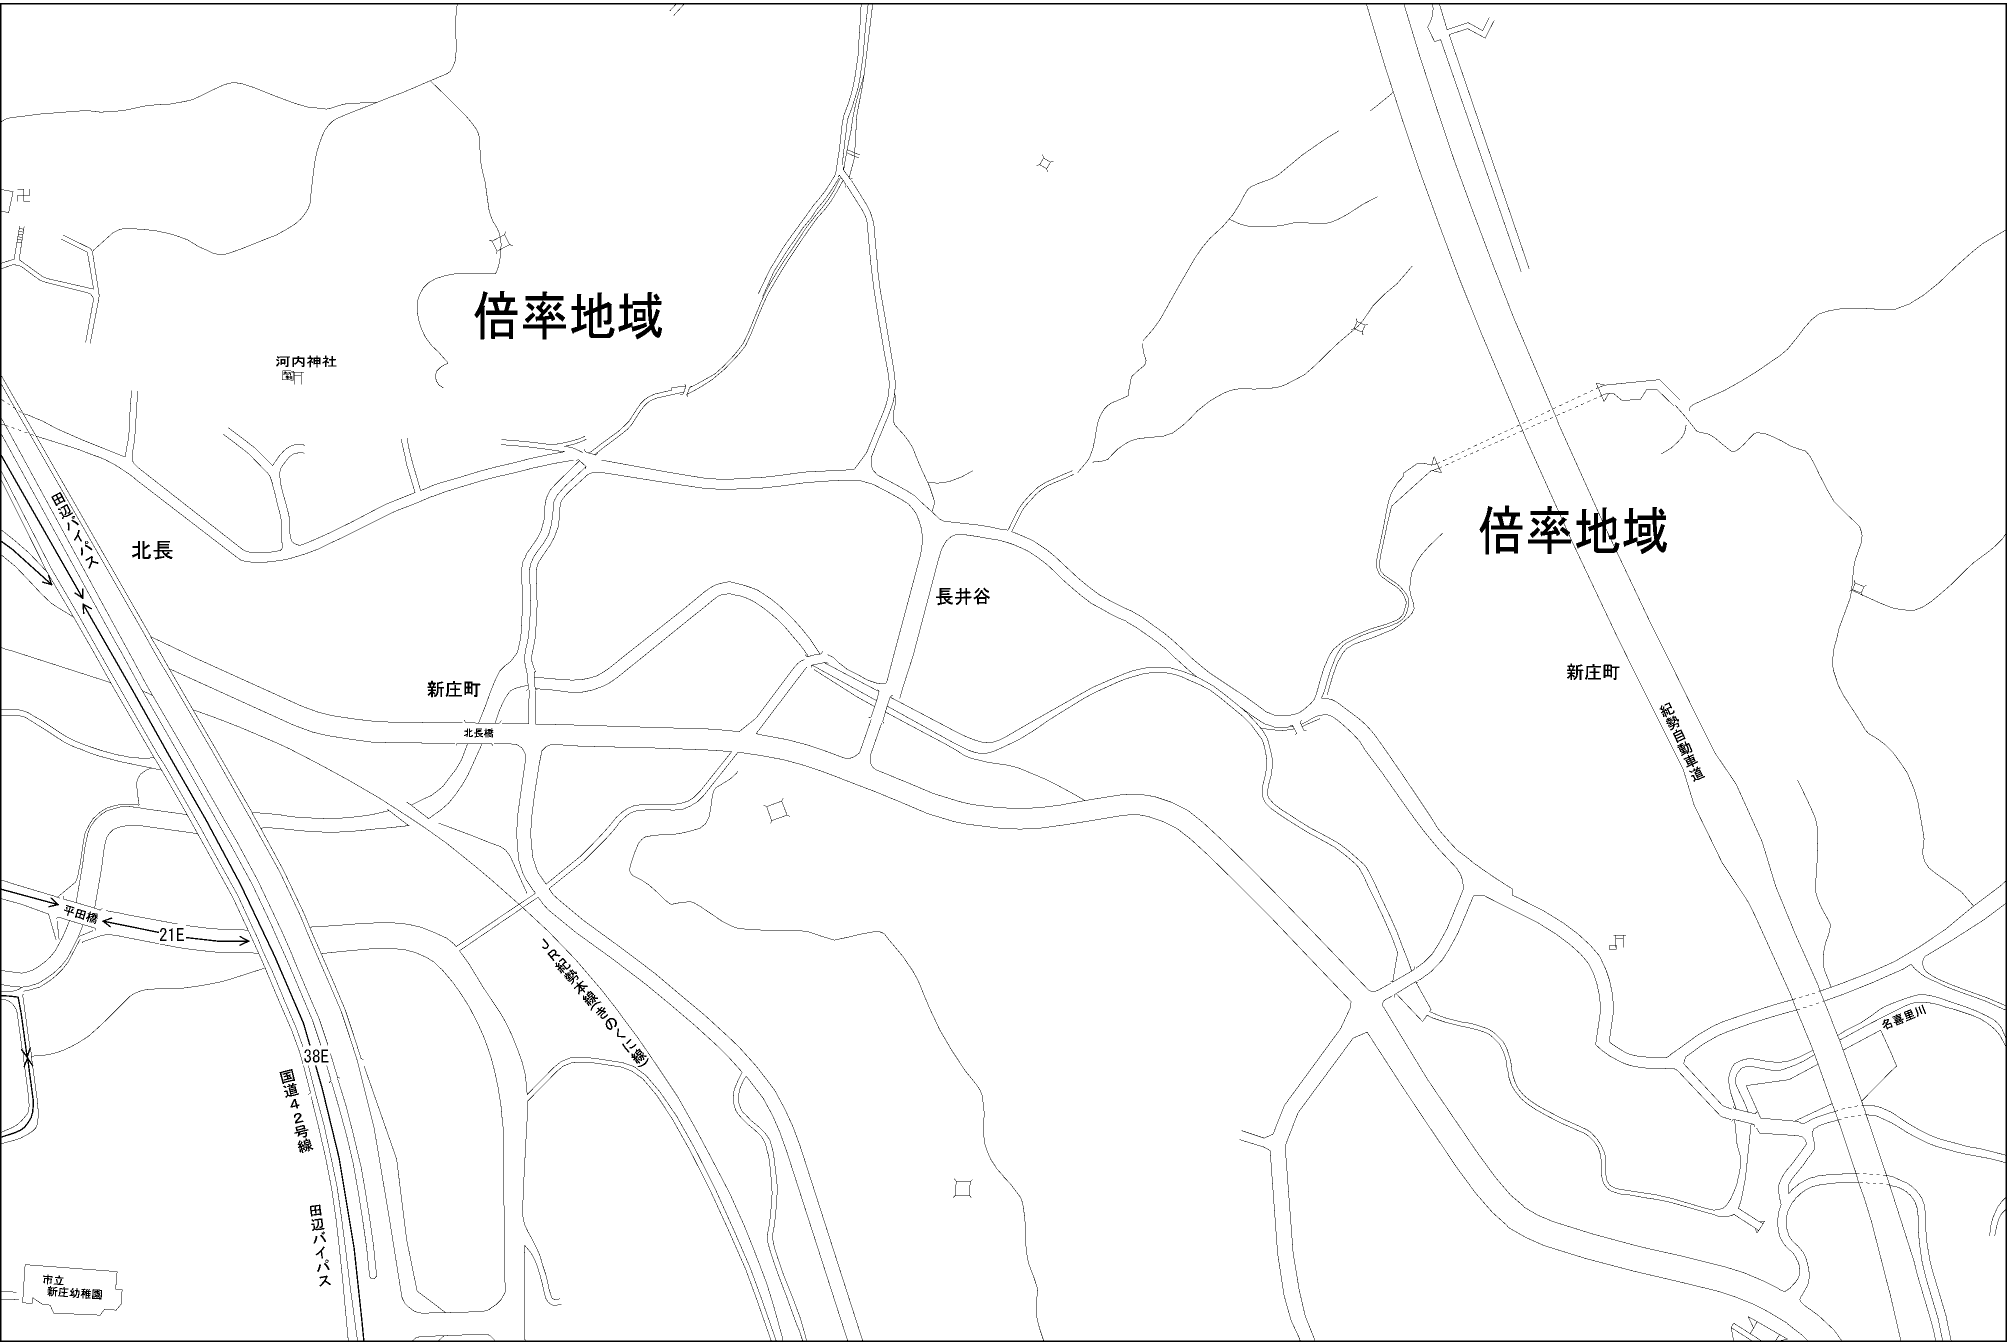 倍率地域
河内神社
田辺バイパス
北長
倍率地域
長井谷
新庄町
新庄町
北長橋
紀勢自動車道
平田橋
21E
JR紀勢本線(きのくに線)
名喜里川
38E
国道42号線
田辺バイパス
市立
新庄幼稚園